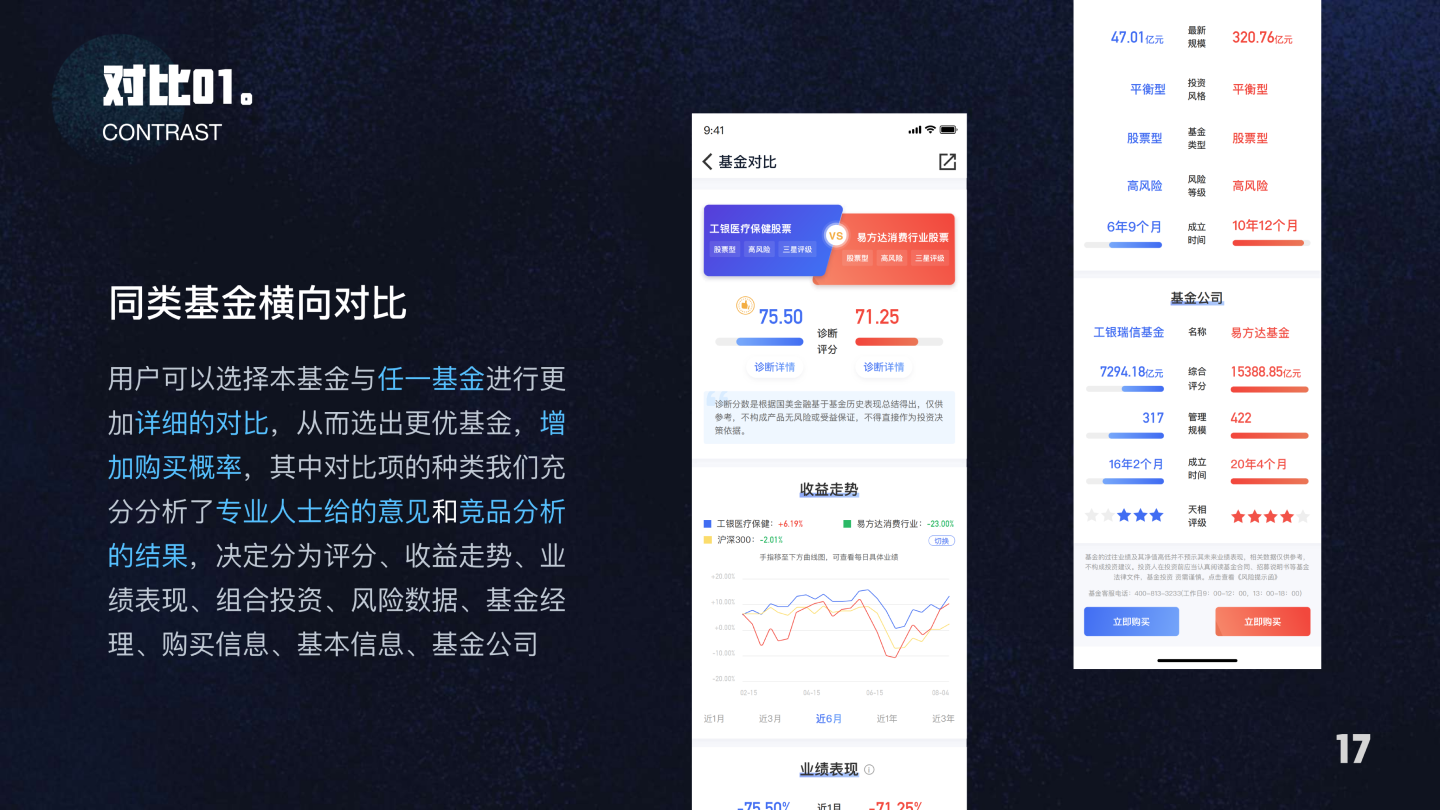 对比01。
CONTRAST
同类基金横向对比
用户可以选择本基金与任一基金进行更
加详细的对比，从而选出更优基金，增
加购买概率，其中对比项的种类我们充
分分析了专业人士给的意见和竞品分析
的结果，决定分为评分、收益走势、业
绩表现、组合投资、风险数据、基金经
理、购买信息、基本信息、基金公司
9:41
基金对比
工银医疗保健股票
股票型 高风险 三星评级
VS
易方达消费行业股票
股票型 高风险 三星评级
75.50 诊断评分 71.25
诊断详情 诊断详情
诊断分数是根据国美金融基于基金历史表现总结得出，仅供
参考，不构成产品无风险或受益保证，不得直接作为投资决
策依据。
收益走势
工银医疗保健：+6.19% 易方达消费行业：-23.00%
沪深300：-2.01% 切换
手指移至下方曲线图，可查看每日具体业绩
+20.00%
+10.00%
+0.00%
-10.00%
-20.00%
02-15 04-15 06-15 08-04
近1月 近3月 近6月 近1年 近3年
业绩表现
-75.50% 近1月 -71.25%
47.01亿元 最新规模 320.76亿元
平衡型 投资风格 平衡型
股票型 基金类型 股票型
高风险 风险等级 高风险
6年9个月 成立时间 10年12个月
基金公司
工银瑞信基金 名称 易方达基金
7294.18亿元 综合评分 15388.85亿元
317 管理规模 422
16年2个月 成立时间 20年4个月
天相评级
基金的过往业绩及其净值高低并不预示其未来业绩表现，相关数据仅供参考，
不构成投资建议。投资人在投资前应当认真阅读基金合同、招募说明书等基金
法律文件，基金投资 资需谨慎。点击查看《风险提示函》
基金客服电话：400-813-3233(工作日9：00-12：00, 13：00-18：00)
立即购买 立即购买
17